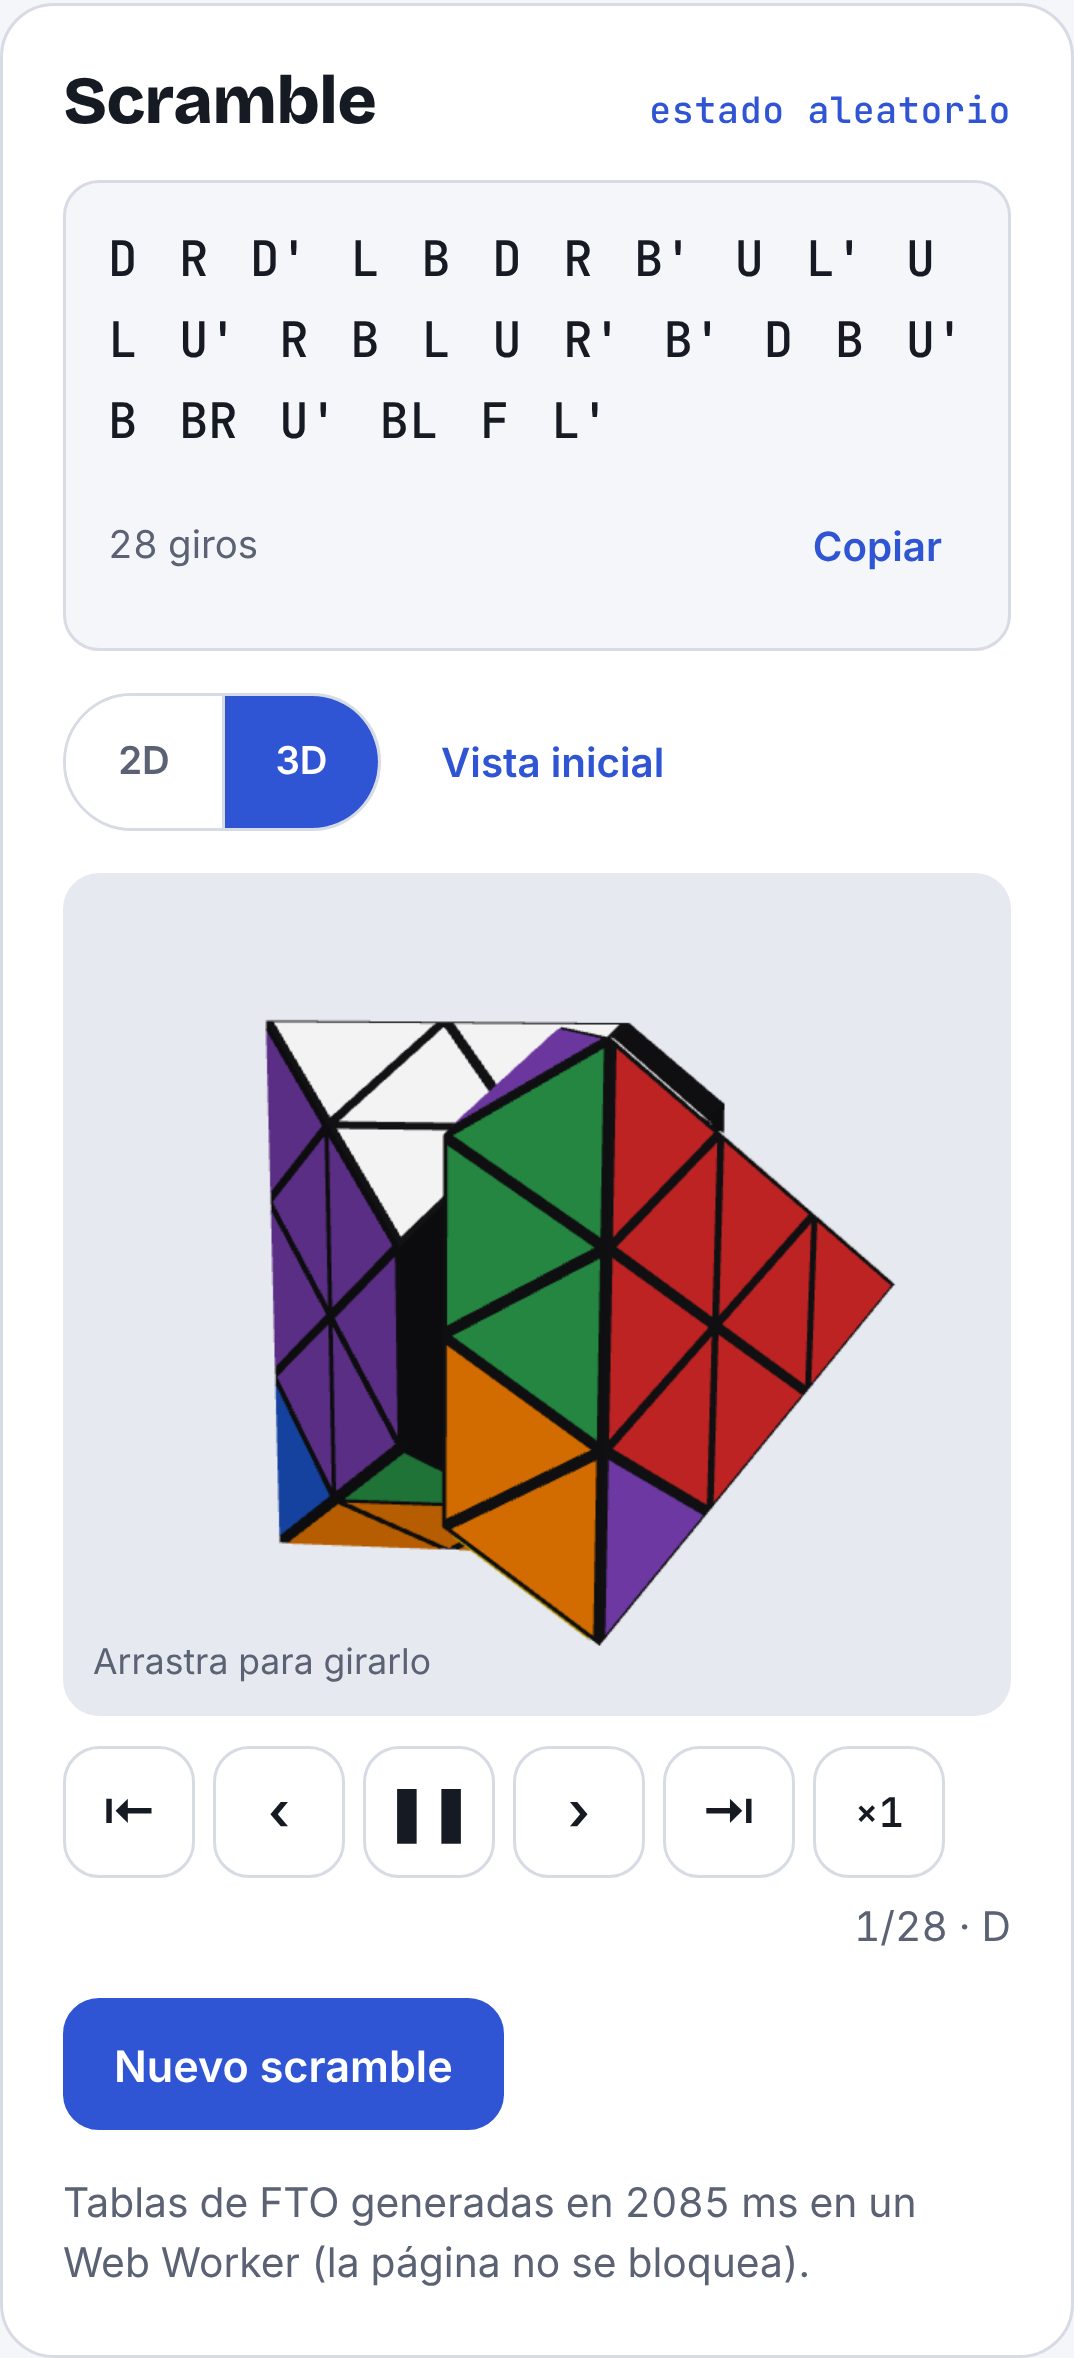 Scramble
estado aleatorio
D R D' L B D R B' U L' U
L U' R B L U R' B' D B U'
B BR U' BL F L'
28 giros
Copiar
2D
3D
Vista inicial
Arrastra para girarlo
×1
1/28 · D
Nuevo scramble
Tablas de FTO generadas en 2085 ms en un
Web Worker (la página no se bloquea).